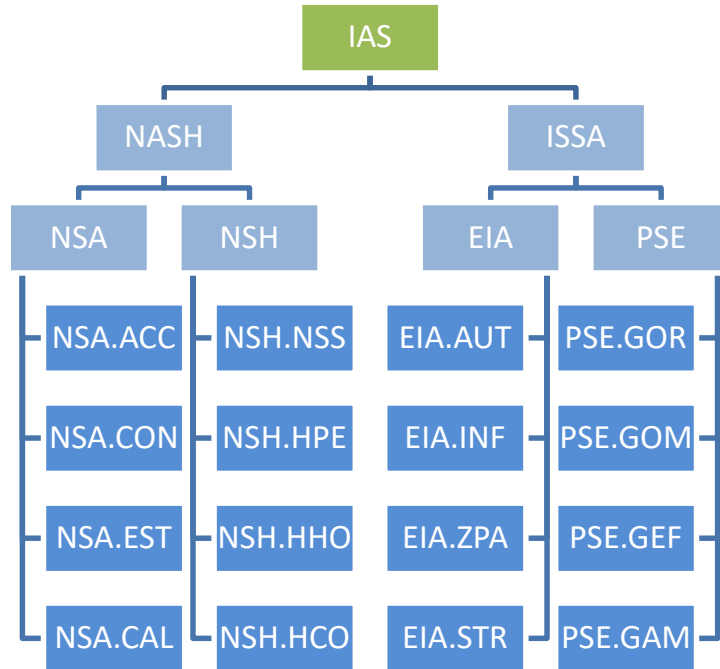 IAS
NASH
ISSA
NSA
NSH
EIA
PSE
NSA.ACC
NSH.NSS
EIA.AUT
PSE.GOR
NSA.CON
NSH.HPE
EIA.INF
PSE.GOM
NSA.EST
NSH.HHO
EIA.ZPA
PSE.GEF
NSA.CAL
NSH.HCO
EIA.STR
PSE.GAM